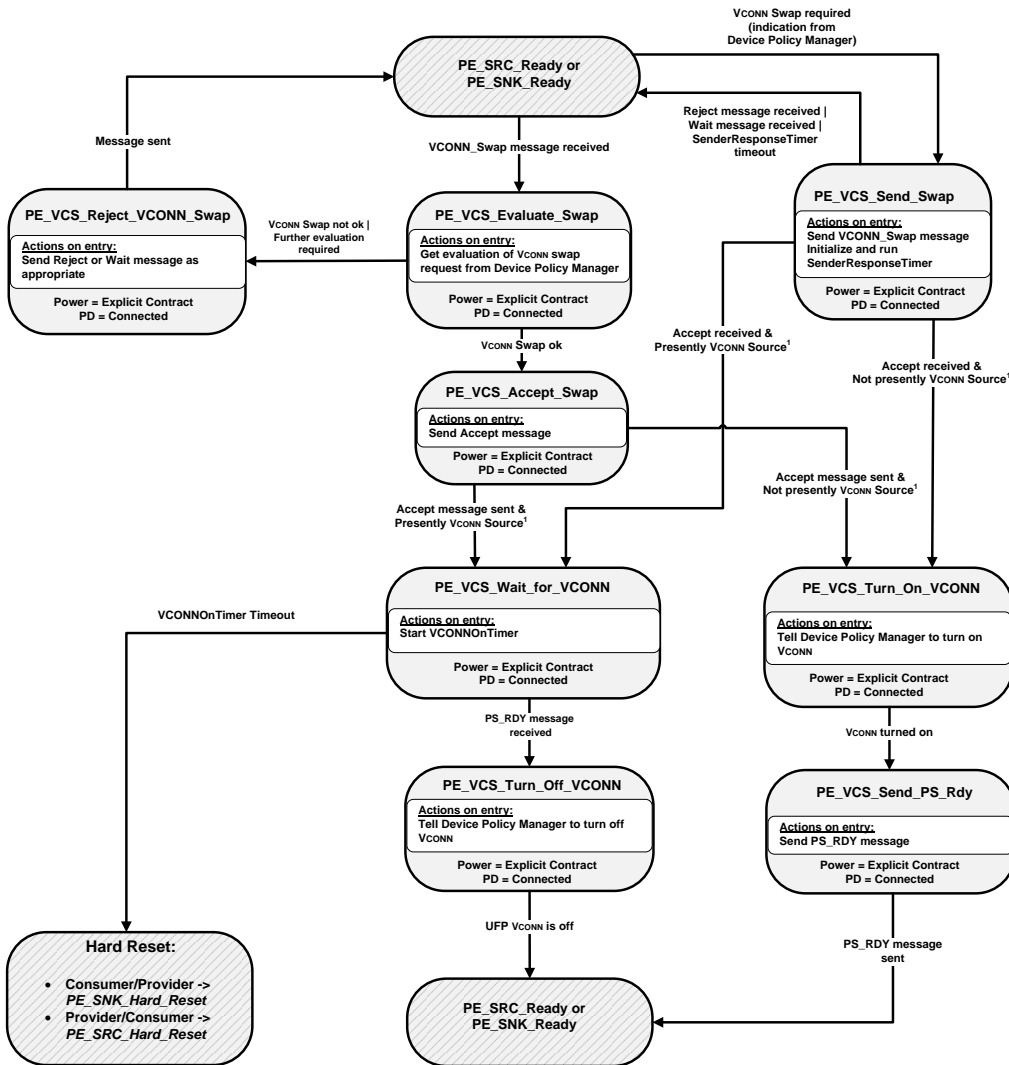 VCONN Swap required
(indication from
Device Policy Manager)
PE_SRC_Ready or
PE_SNK_Ready
Reject message received |
Wait message received |
SenderResponseTimer
timeout
Message sent
VCONN_Swap message received
PE_VCS_Reject_VCONN_Swap
Actions on entry:
Send Reject or Wait message as
appropriate
Power = Explicit Contract
PD = Connected
VCONN Swap not ok |
Further evaluation
required
PE_VCS_Evaluate_Swap
Actions on entry:
Get evaluation of VCONN swap
request from Device Policy Manager
Power = Explicit Contract
PD = Connected
PE_VCS_Send_Swap
Actions on entry:
Send VCONN_Swap message
Initialize and run
SenderResponseTimer
Power = Explicit Contract
PD = Connected
VCONN Swap ok
Accept received &
Presently VCONN Source¹
Accept received &
Not presently VCONN Source¹
PE_VCS_Accept_Swap
Actions on entry:
Send Accept message
Power = Explicit Contract
PD = Connected
Accept message sent &
Presently VCONN Source¹
Accept message sent &
Not presently VCONN Source¹
PE_VCS_Wait_for_VCONN
Actions on entry:
Start VCONNOnTimer
Power = Explicit Contract
PD = Connected
VCONNOnTimer Timeout
PE_VCS_Turn_On_VCONN
Actions on entry:
Tell Device Policy Manager to turn on
VCONN
Power = Explicit Contract
PD = Connected
PS_RDY message
received
VCONN turned on
PE_VCS_Turn_Off_VCONN
Actions on entry:
Tell Device Policy Manager to turn off
VCONN
Power = Explicit Contract
PD = Connected
PE_VCS_Send_PS_Rdy
Actions on entry:
Send PS_RDY message
Power = Explicit Contract
PD = Connected
UFP VCONN is off
PS_RDY message
sent
Hard Reset:
• Consumer/Provider ->
PE_SNK_Hard_Reset
• Provider/Consumer ->
PE_SRC_Hard_Reset
PE_SRC_Ready or
PE_SNK_Ready